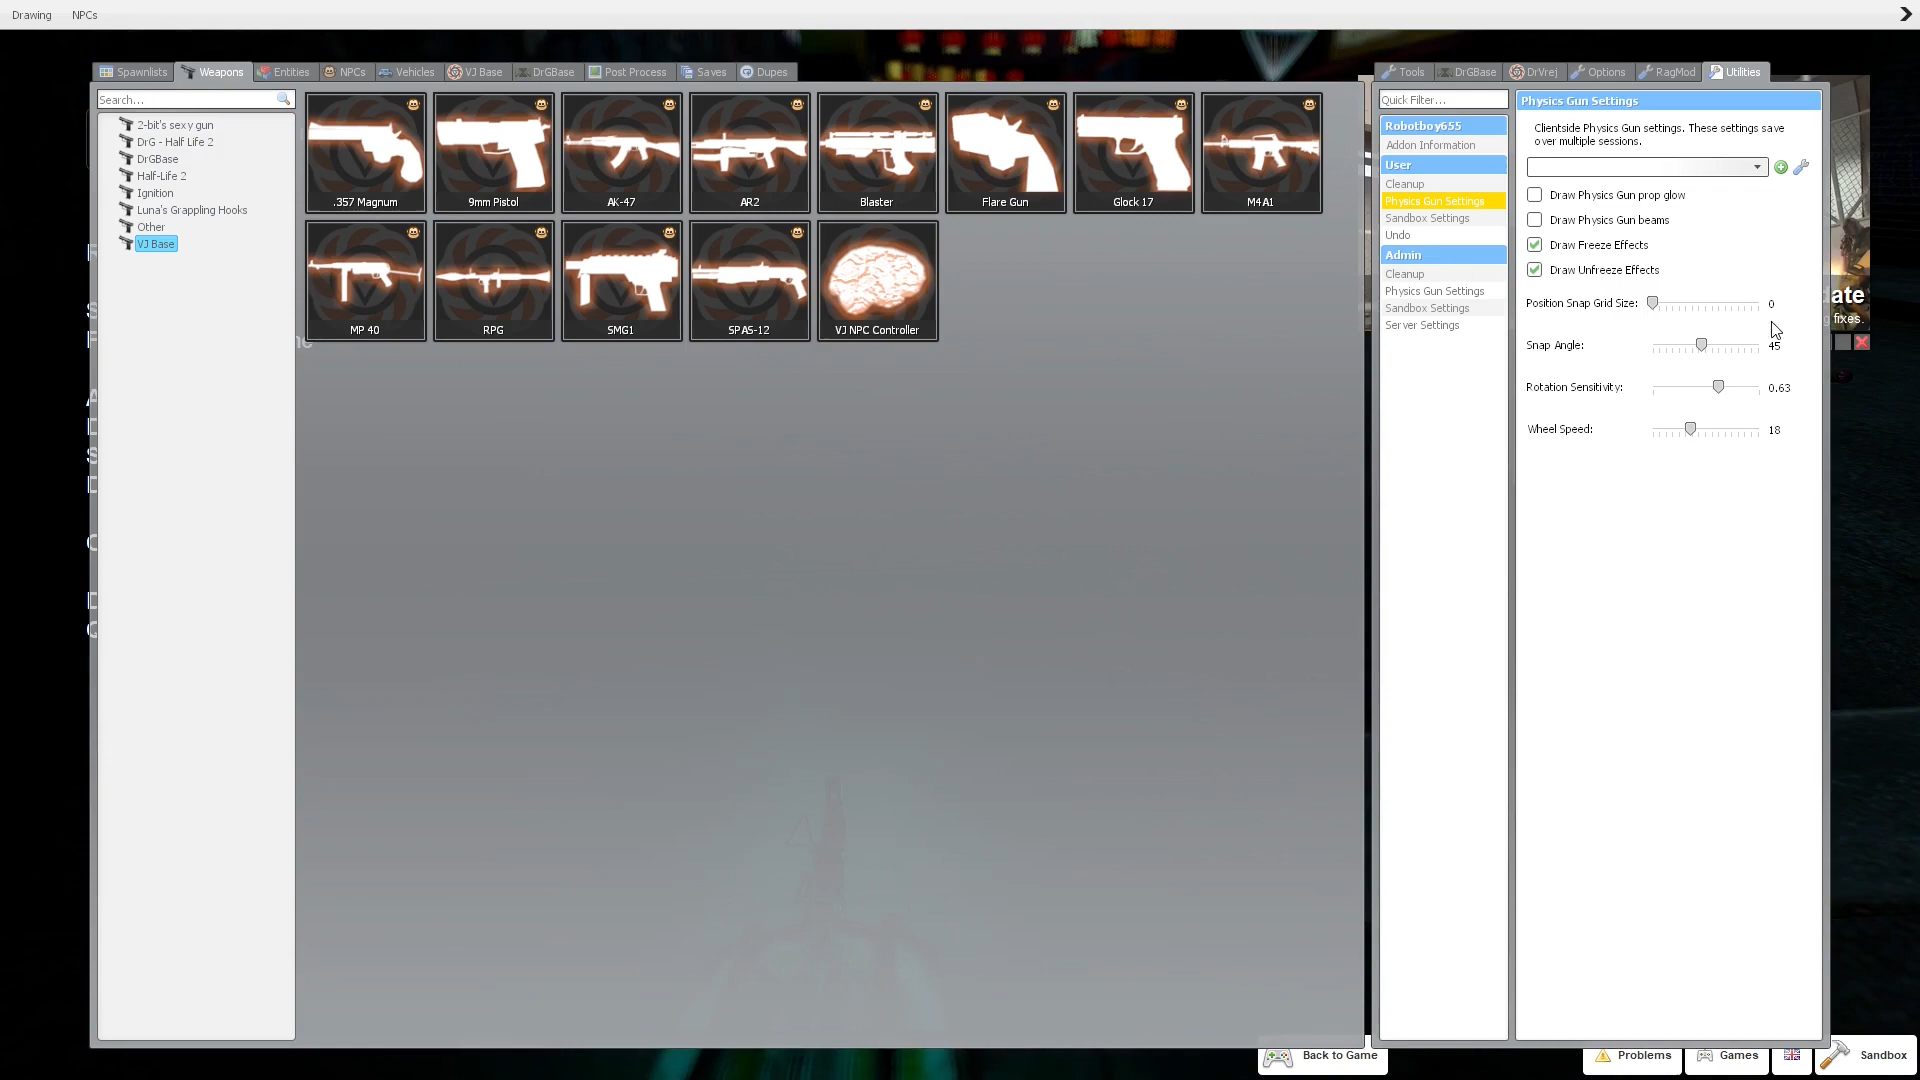 Drawing NPCs
Spawnlists Weapons Entities NPCs Vehicles VJ Base DrGBase Post Process Saves Dupes
Search...
2-bit's sexy gun
DrG - Half Life 2
DrGBase
Half-Life 2
Ignition
Luna's Grappling Hooks
Other
VJ Base
.357 Magnum 9mm Pistol AK-47 AR2 Blaster Flare Gun Glock 17 M4A1
MP 40 RPG SMG1 SPAS-12 VJ NPC Controller
Tools DrGBase DrVrej Options RagMod Utilities
Quick Filter...
Robotboy655
Addon Information
User
Cleanup
Physics Gun Settings
Sandbox Settings
Undo
Admin
Cleanup
Physics Gun Settings
Sandbox Settings
Server Settings
Physics Gun Settings
Clientside Physics Gun settings. These settings save
over multiple sessions.
Draw Physics Gun prop glow
Draw Physics Gun beams
Draw Freeze Effects
Draw Unfreeze Effects
Position Snap Grid Size: 0
Snap Angle: 45
Rotation Sensitivity: 0.63
Wheel Speed: 18
fixes.
Back to Game Problems Games Sandbox